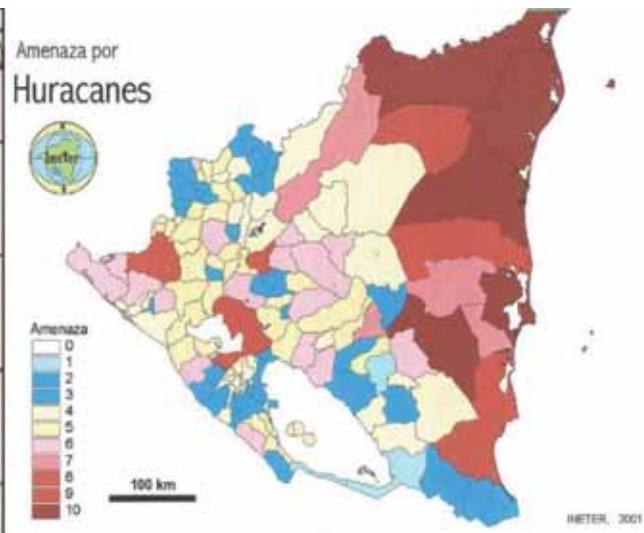 Amenaza por
Huracanes
Ineter
Amenaza
0
1
2
3
4
5
6
7
8
9
10
100 km
INETER, 2001